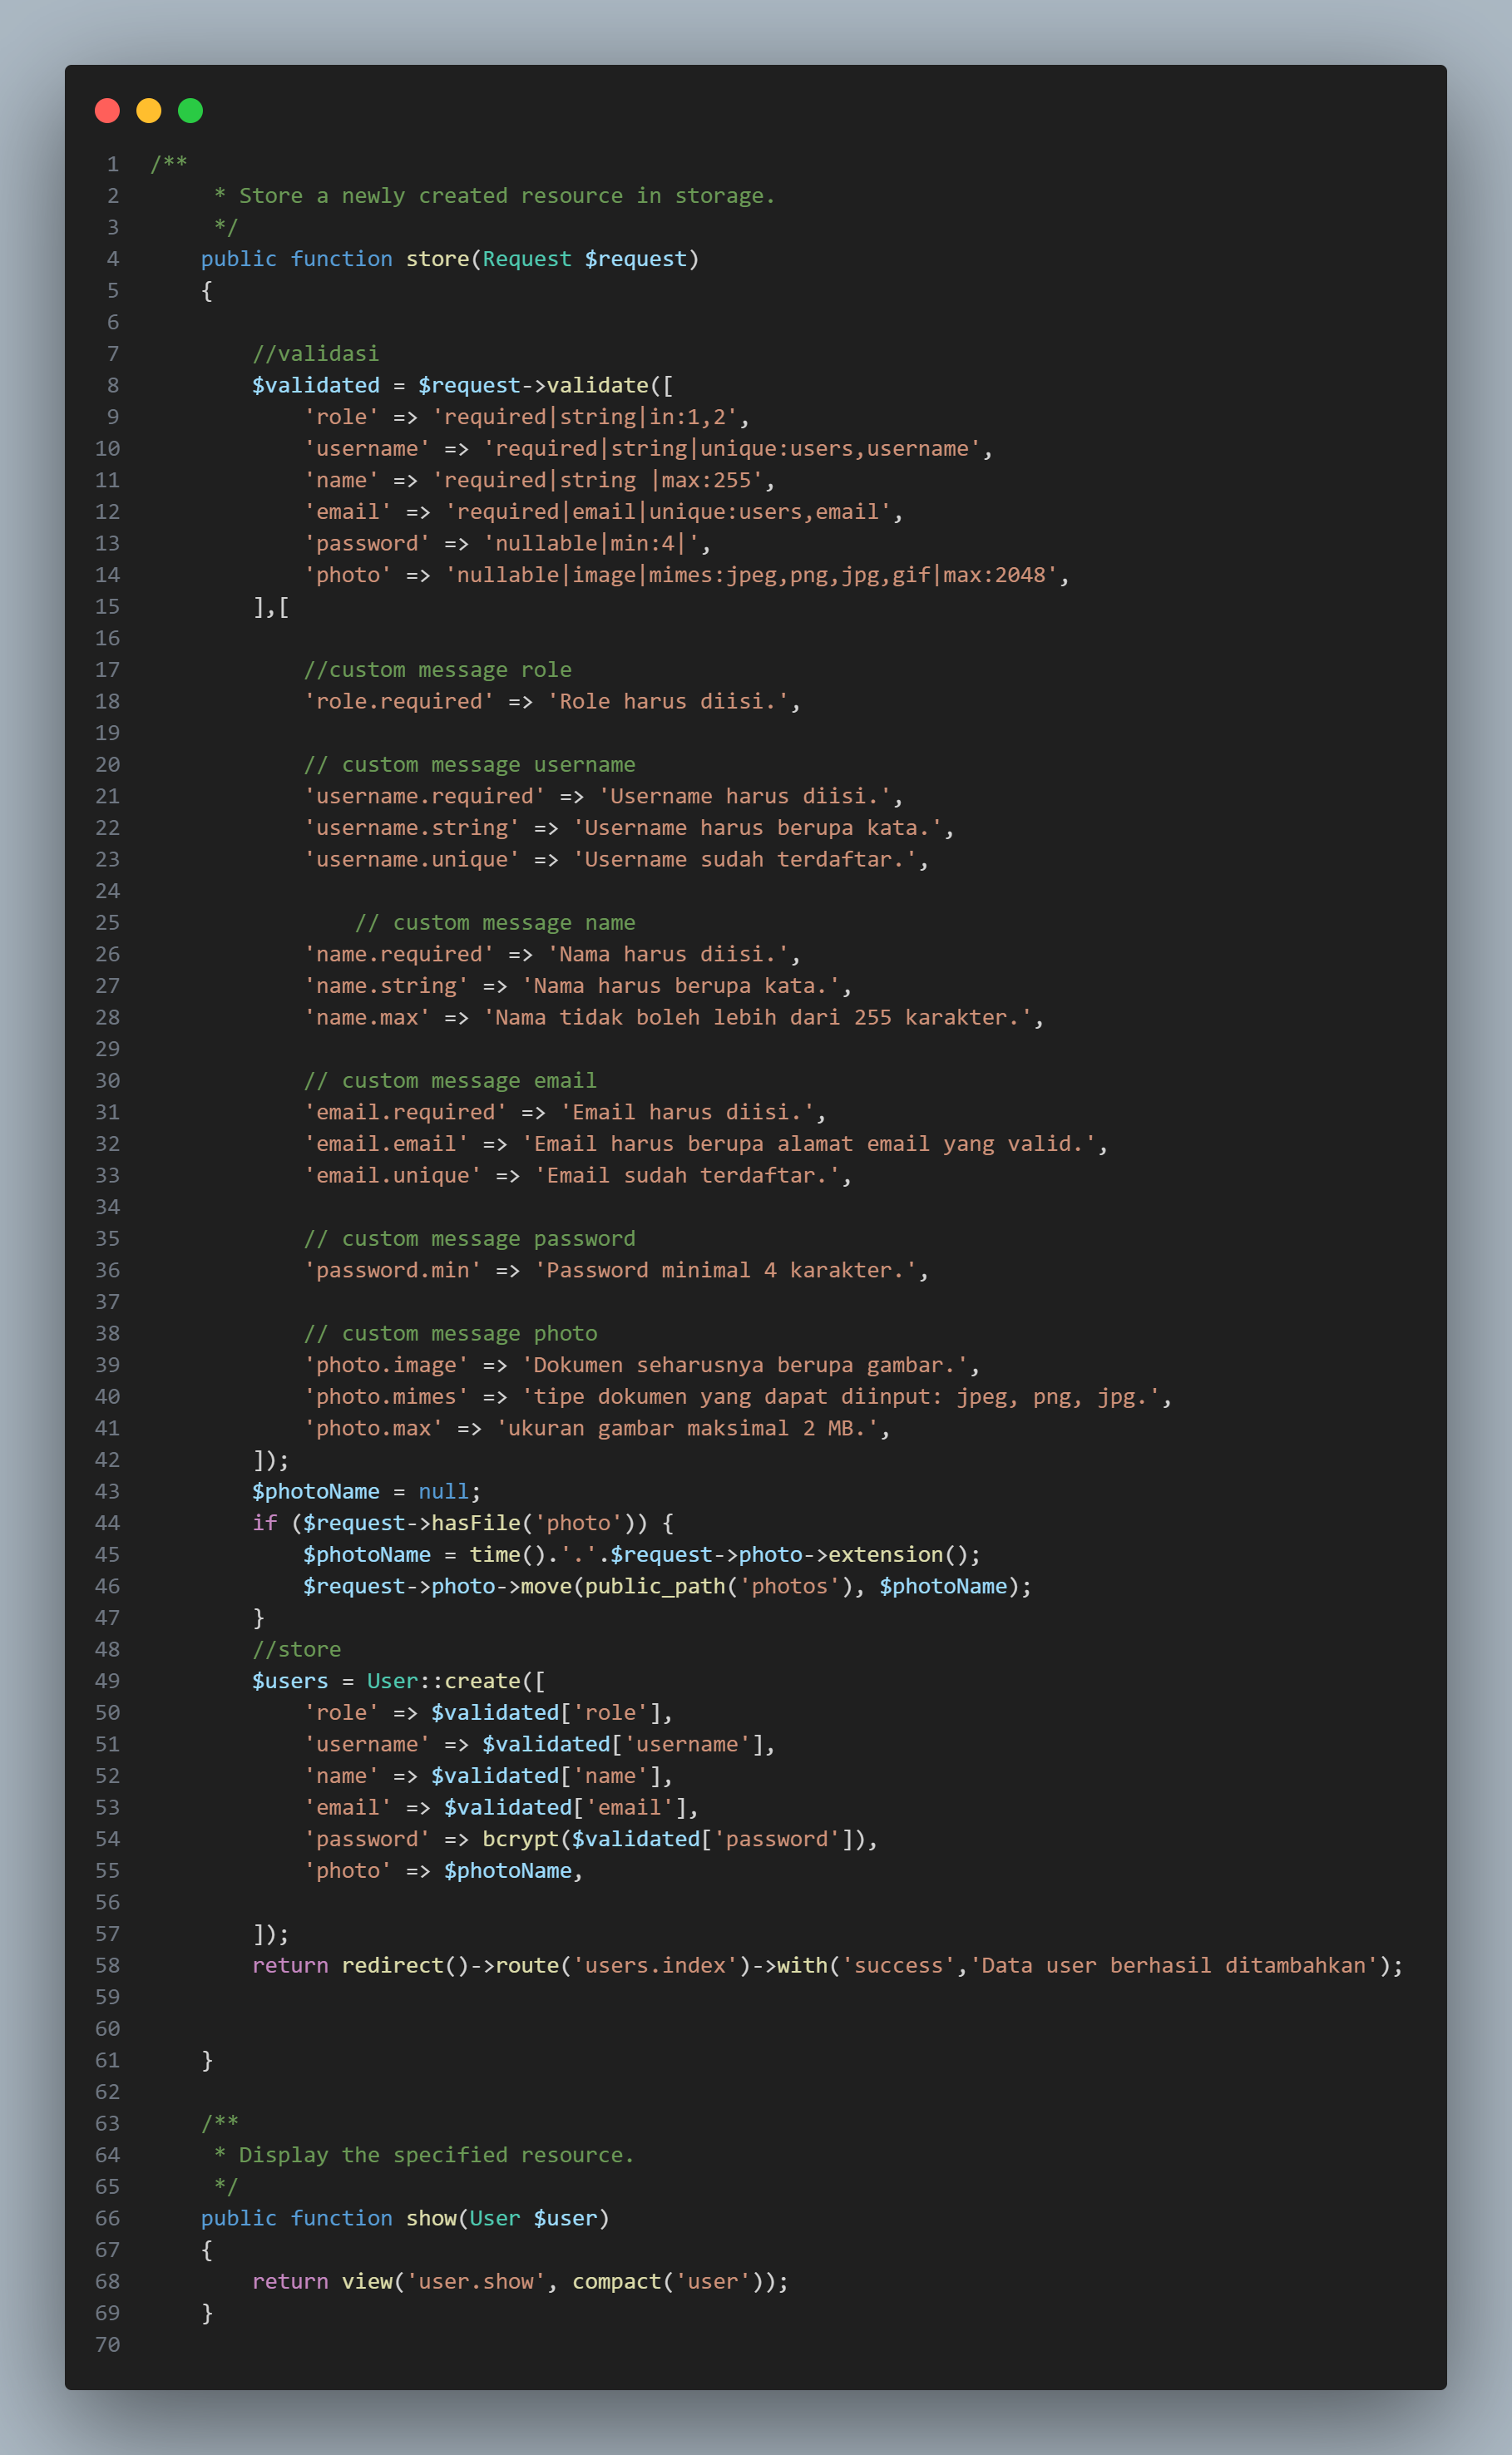 1 /**
2      * Store a newly created resource in storage.
3      */
4     public function store(Request $request)
5     {
6
7         //validasi
8         $validated = $request->validate([
9             'role' => 'required|string|in:1,2',
10             'username' => 'required|string|unique:users,username',
11             'name' => 'required|string |max:255',
12             'email' => 'required|email|unique:users,email',
13             'password' => 'nullable|min:4|',
14             'photo' => 'nullable|image|mimes:jpeg,png,jpg,gif|max:2048',
15         ],[
16
17             //custom message role
18             'role.required' => 'Role harus diisi.',
19
20             // custom message username
21             'username.required' => 'Username harus diisi.',
22             'username.string' => 'Username harus berupa kata.',
23             'username.unique' => 'Username sudah terdaftar.',
24
25                 // custom message name
26             'name.required' => 'Nama harus diisi.',
27             'name.string' => 'Nama harus berupa kata.',
28             'name.max' => 'Nama tidak boleh lebih dari 255 karakter.',
29
30             // custom message email
31             'email.required' => 'Email harus diisi.',
32             'email.email' => 'Email harus berupa alamat email yang valid.',
33             'email.unique' => 'Email sudah terdaftar.',
34
35             // custom message password
36             'password.min' => 'Password minimal 4 karakter.',
37
38             // custom message photo
39             'photo.image' => 'Dokumen seharusnya berupa gambar.',
40             'photo.mimes' => 'tipe dokumen yang dapat diinput: jpeg, png, jpg.',
41             'photo.max' => 'ukuran gambar maksimal 2 MB.',
42         ]);
43         $photoName = null;
44         if ($request->hasFile('photo')) {
45             $photoName = time().'.'.$request->photo->extension();
46             $request->photo->move(public_path('photos'), $photoName);
47         }
48         //store
49         $users = User::create([
50             'role' => $validated['role'],
51             'username' => $validated['username'],
52             'name' => $validated['name'],
53             'email' => $validated['email'],
54             'password' => bcrypt($validated['password']),
55             'photo' => $photoName,
56
57         ]);
58         return redirect()->route('users.index')->with('success','Data user berhasil ditambahkan');
59
60
61     }
62
63     /**
64      * Display the specified resource.
65      */
66     public function show(User $user)
67     {
68         return view('user.show', compact('user'));
69     }
70